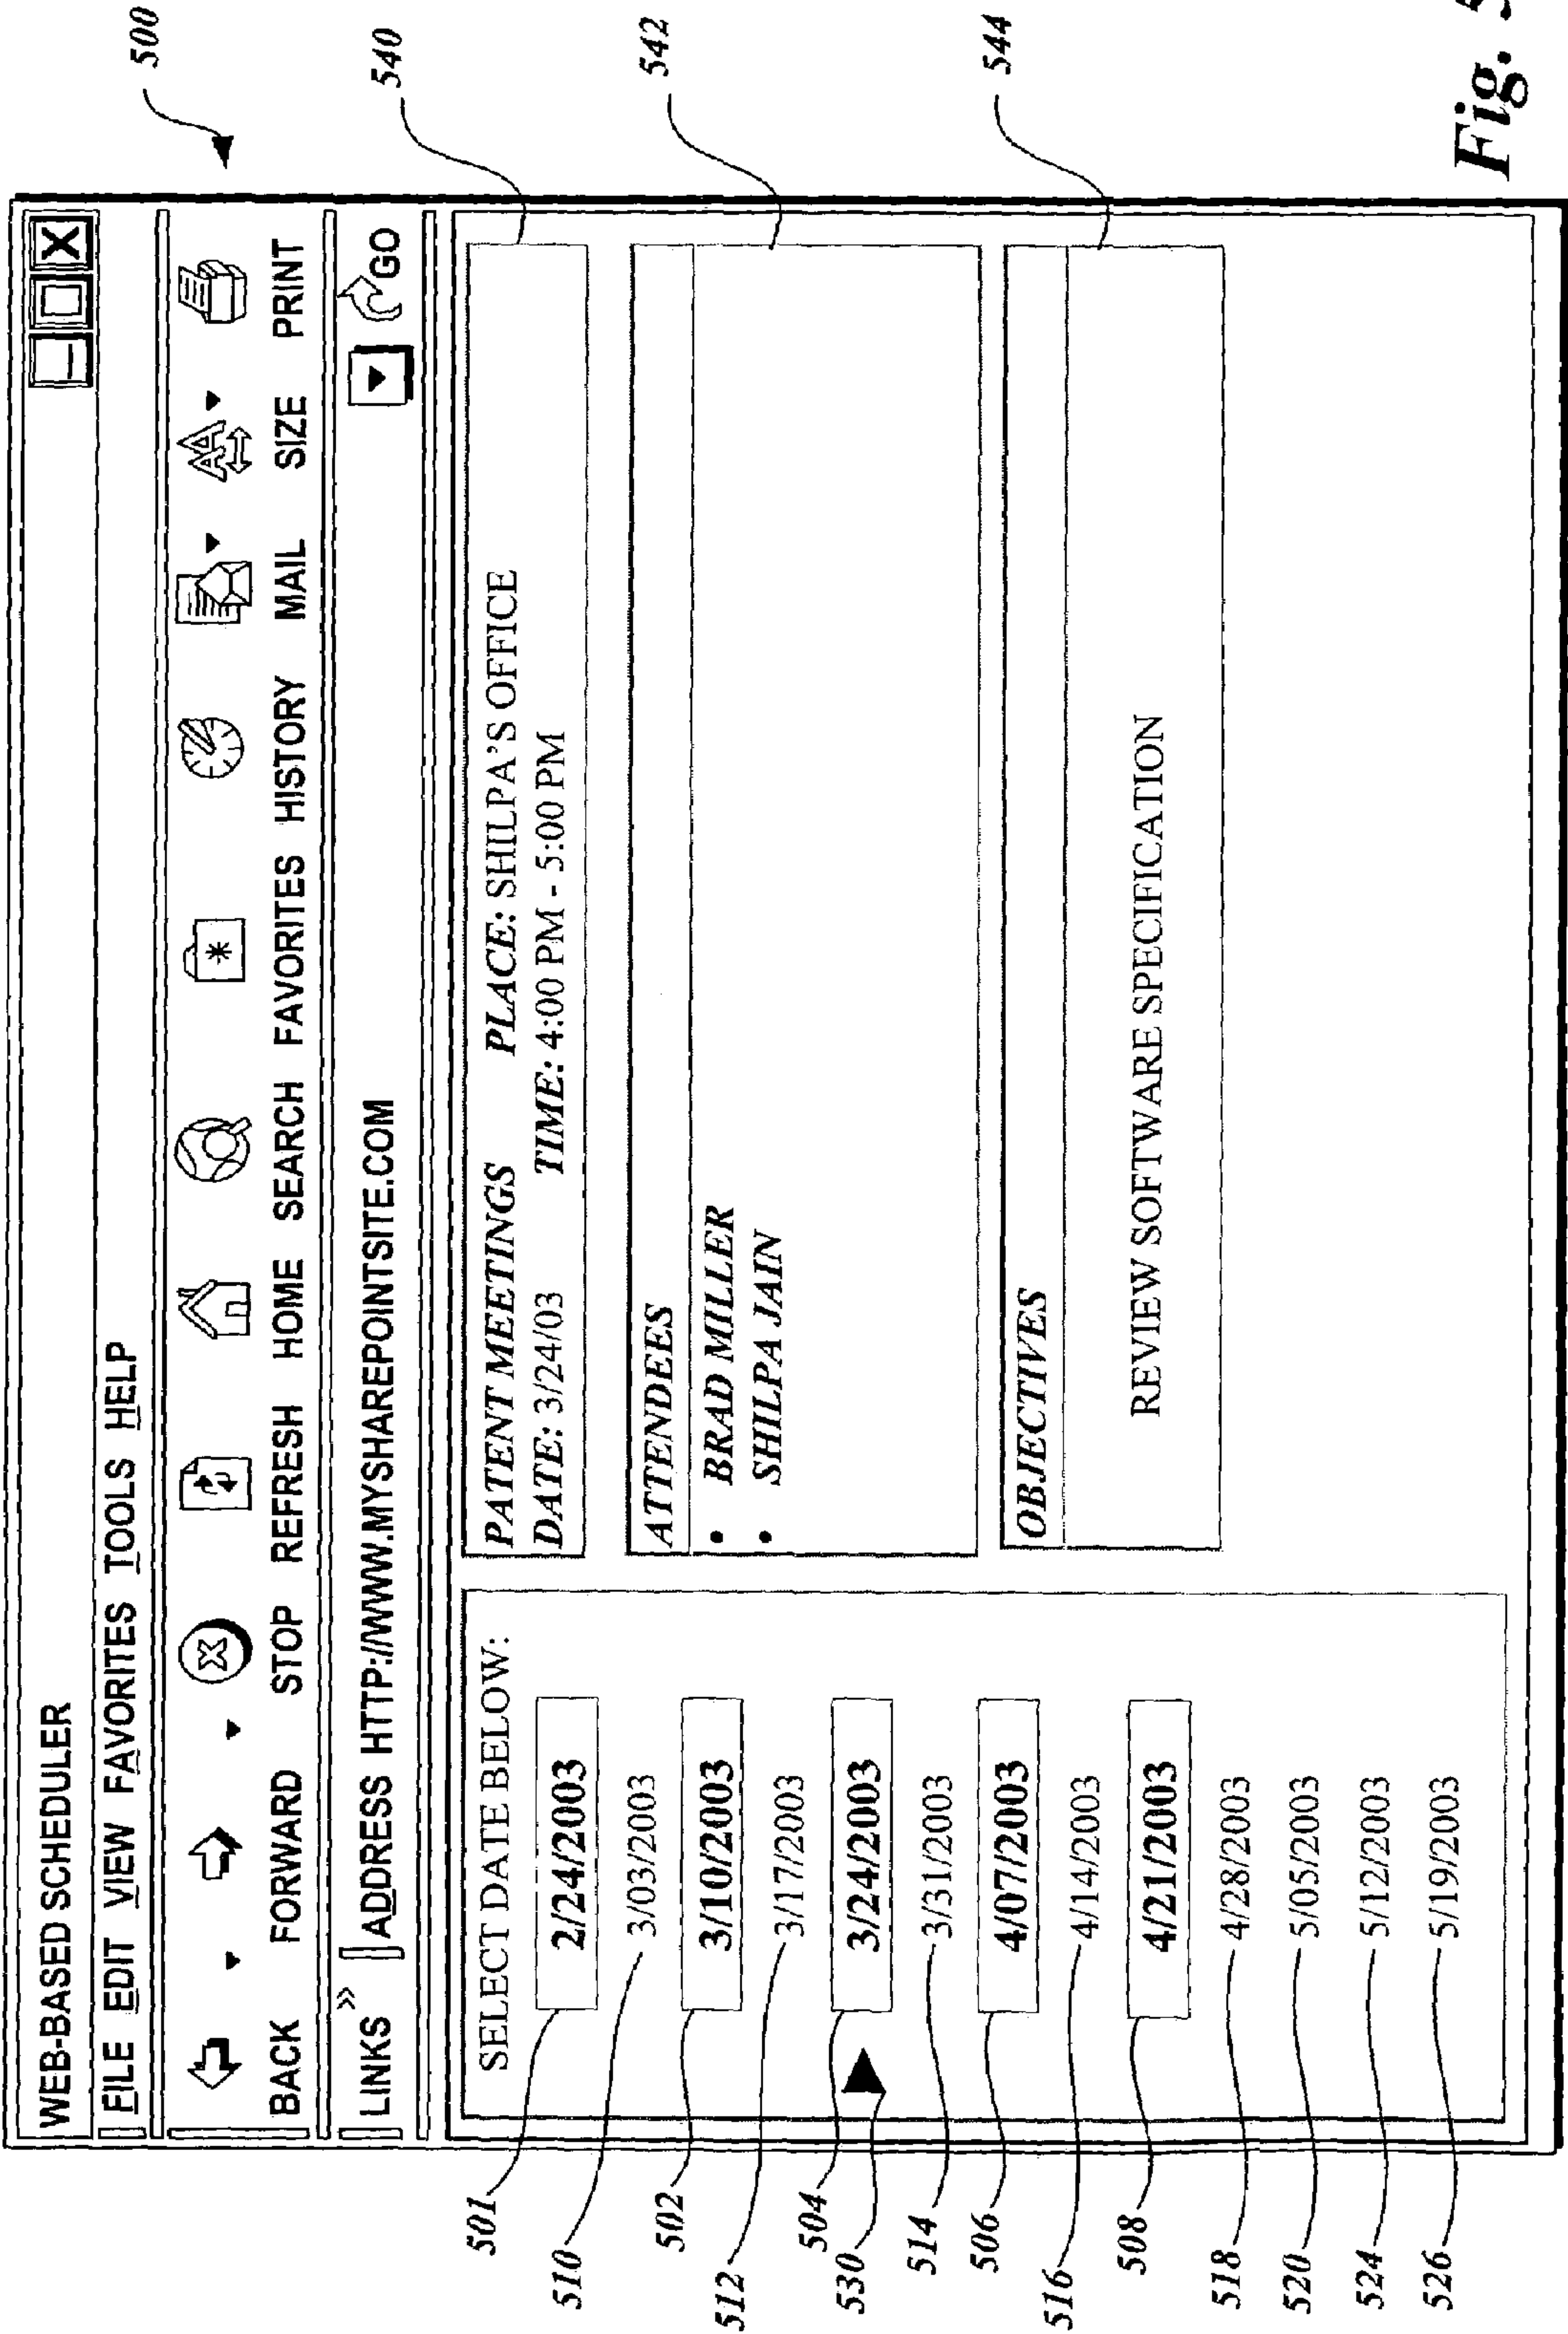 500
WEB-BASED SCHEDULER
FILE EDIT VIEW FAVORITES TOOLS HELP
BACK FORWARD STOP REFRESH HOME SEARCH FAVORITES HISTORY MAIL SIZE PRINT
LINKS » ADDRESS HTTP://WWW.MYSHAREPOINTSITE.COM GO
SELECT DATE BELOW:
501 2/24/2003
510 3/03/2003
502 3/10/2003
512 3/17/2003
504 3/24/2003
530
514 3/31/2003
506 4/07/2003
516 4/14/2003
508 4/21/2003
518 4/28/2003
520 5/05/2003
524 5/12/2003
526 5/19/2003
PATENT MEETINGS PLACE: SHILPA'S OFFICE
DATE: 3/24/03 TIME: 4:00 PM - 5:00 PM
540
ATTENDEES
• BRAD MILLER
• SHILPA JAIN
542
OBJECTIVES
REVIEW SOFTWARE SPECIFICATION
544
Fig. 5